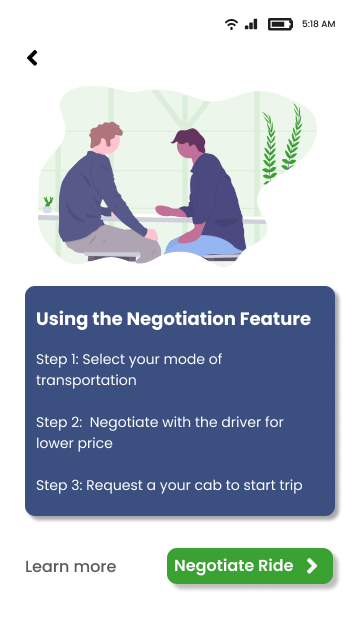 5:18 AM
Using the Negotiation Feature
Step 1: Select your mode of
transportation
Step 2:  Negotiate with the driver for
lower price
Step 3: Request a your cab to start trip
Learn more
Negotiate Ride